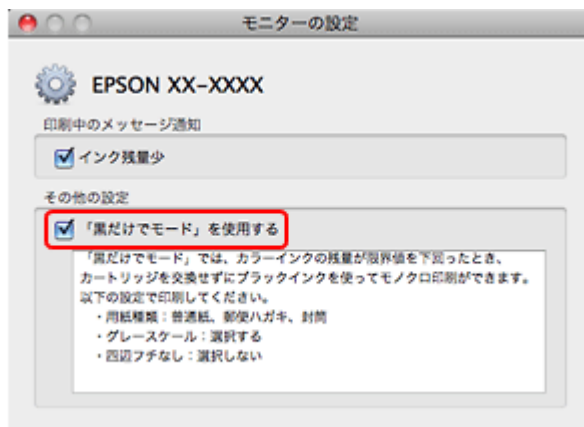 モニターの設定
EPSON XX-XXXX
印刷中のメッセージ通知
インク残量少
その他の設定
「黒だけでモード」を使用する
「黒だけでモード」では、カラーインクの残量が限界値を下回ったとき、
カートリッジを交換せずにブラックインクを使ってモノクロ印刷ができます。
以下の設定で印刷してください。
・用紙種類：普通紙、郵便ハガキ、封筒
・グレースケール：選択する
・四辺フチなし：選択しない